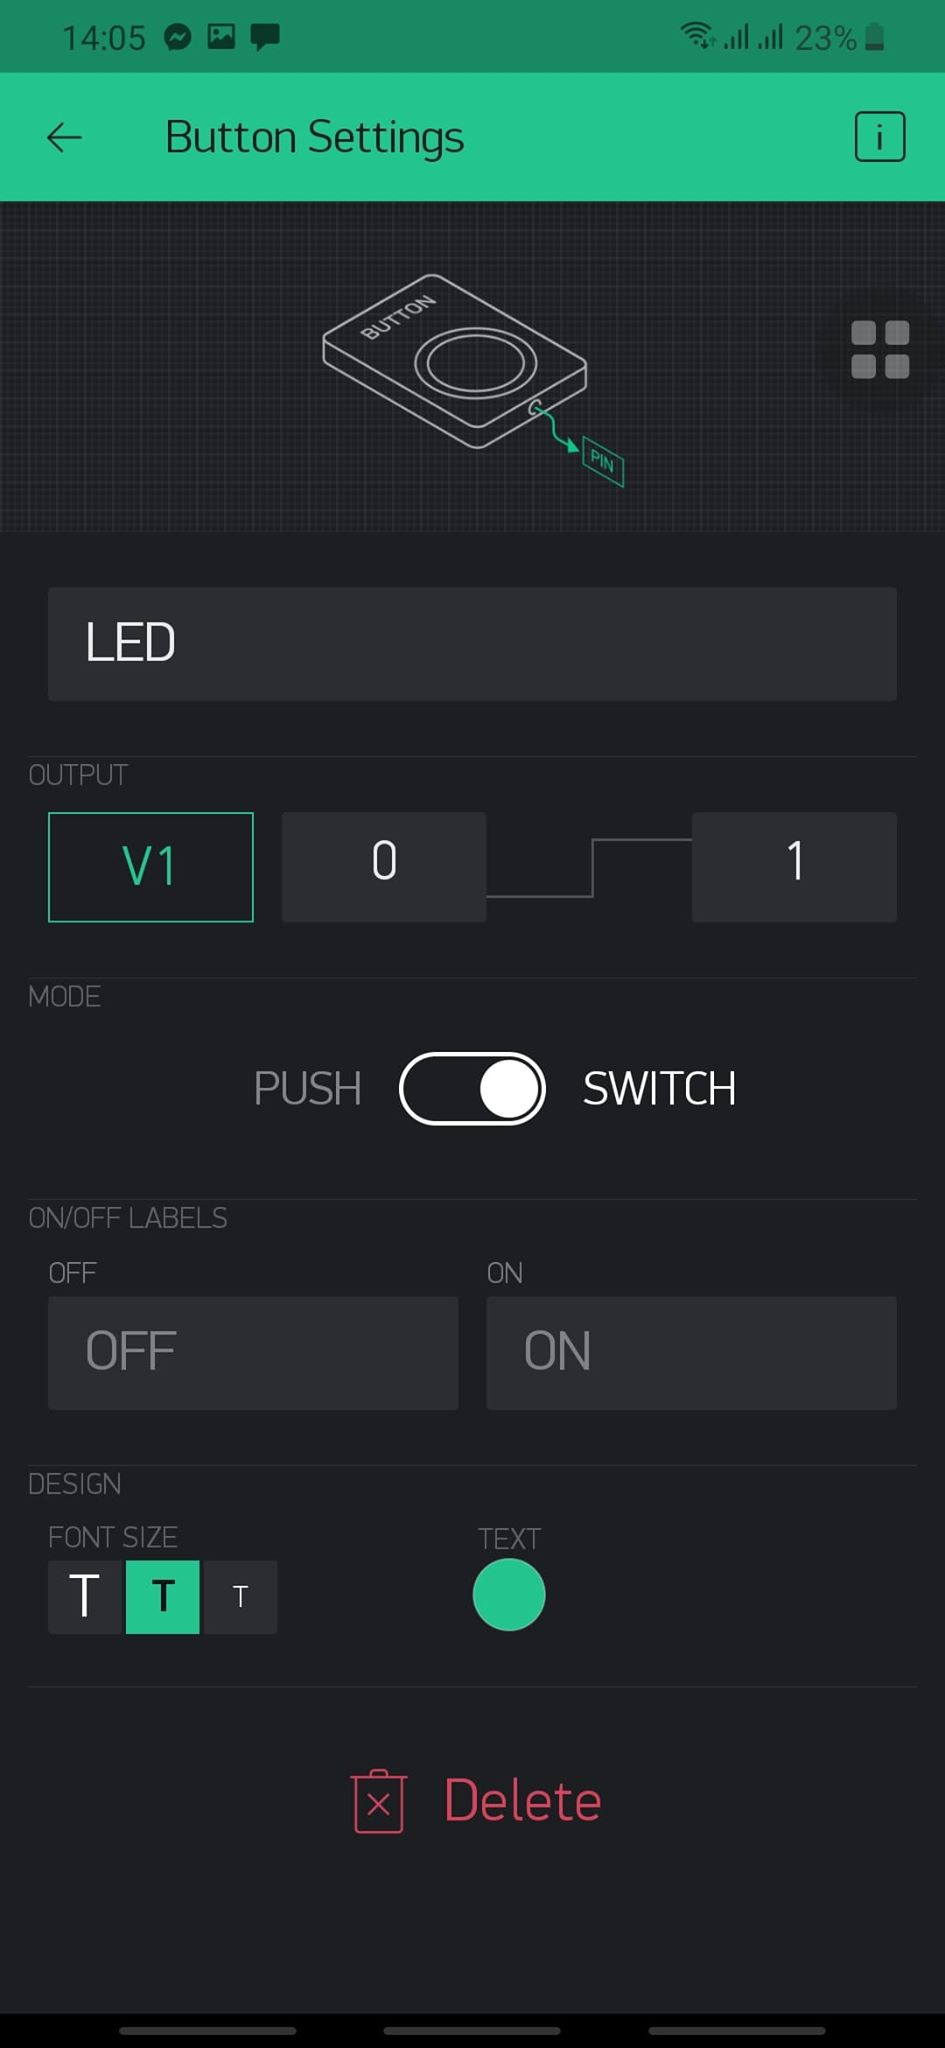 14:05 23%
Button Settings
i
BUTTON
PIN
LED
OUTPUT
V1 0 1
MODE
PUSH SWITCH
ON/OFF LABELS
OFF ON
OFF ON
DESIGN
FONT SIZE TEXT
T T T
Delete